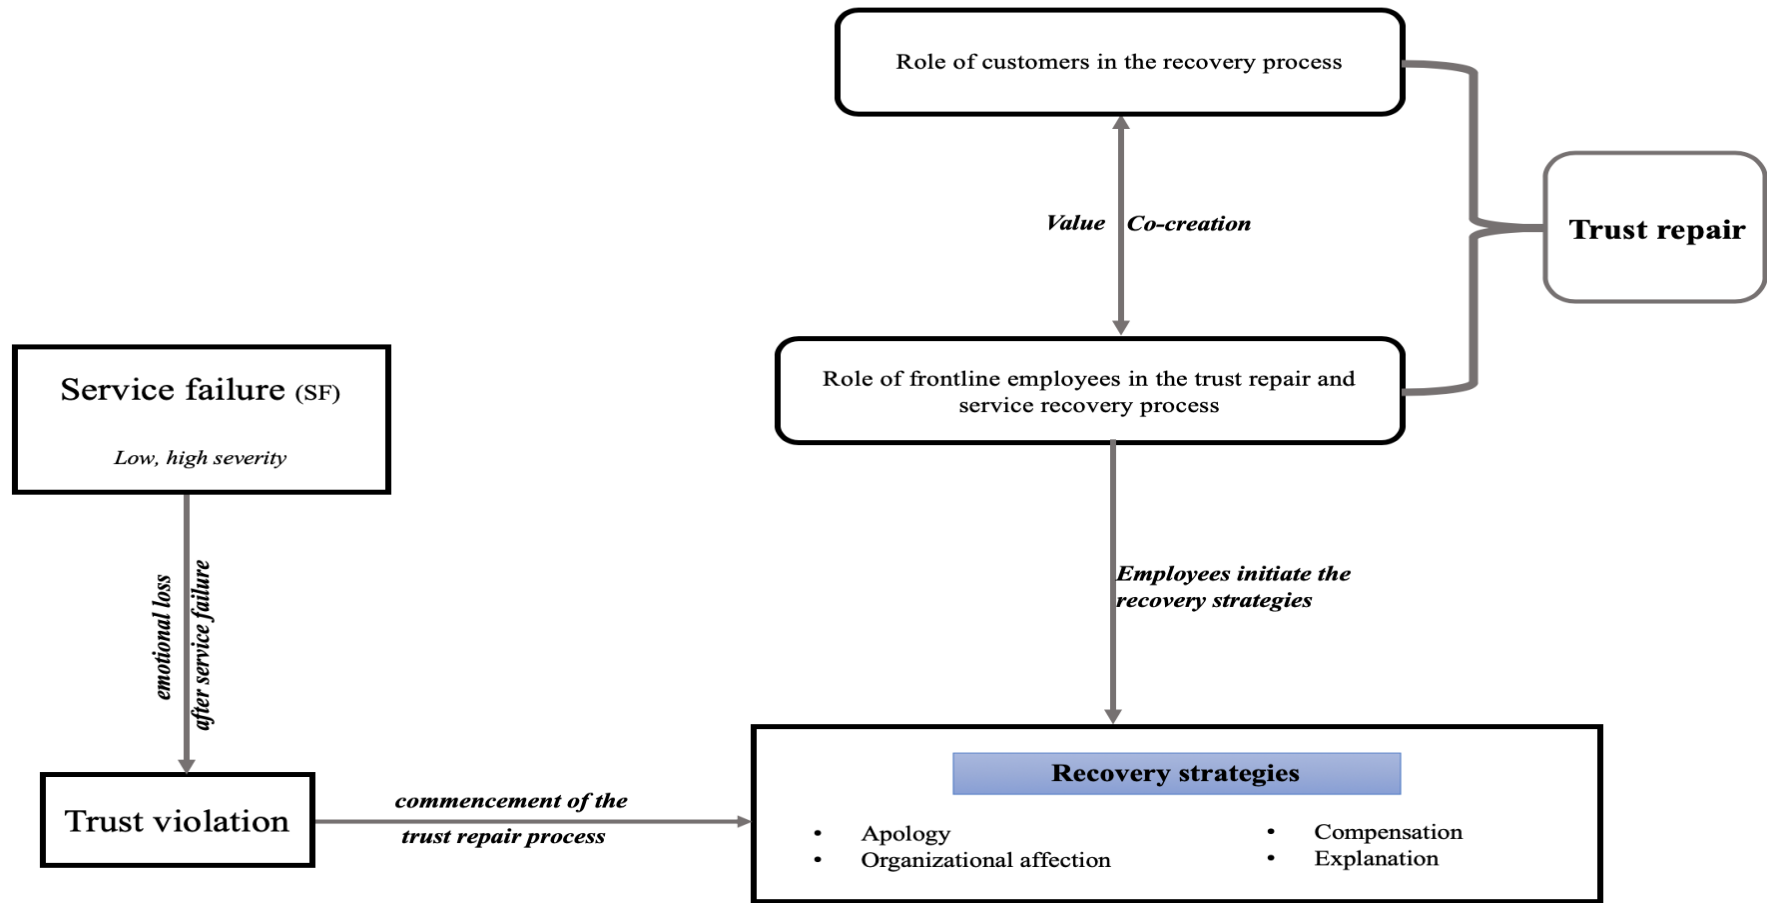 Role of customers in the recovery process
Value Co-creation
Trust repair
Role of frontline employees in the trust repair and
service recovery process
Service failure (SF)
Low, high severity
emotional loss
after service failure
Employees initiate the
recovery strategies
Trust violation
commencement of the
trust repair process
Recovery strategies
• Apology
• Organizational affection
• Compensation
• Explanation